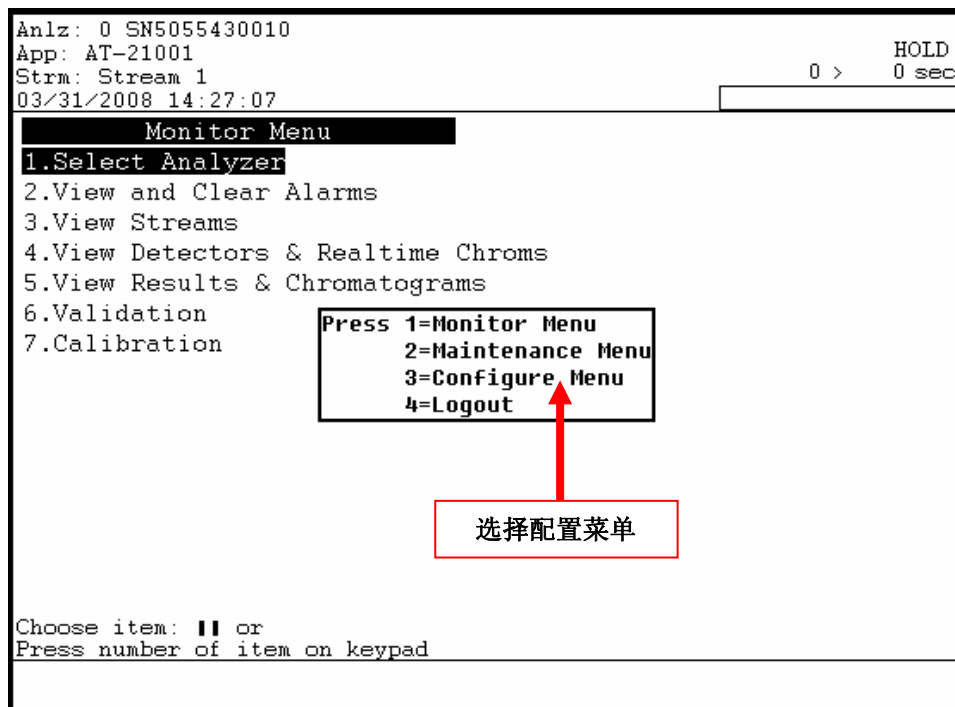 Anlz: 0 SN5055430010
App: AT-21001
HOLD
Strm: Stream 1
0 > 0 sec
03/31/2008 14:27:07
Monitor Menu
1.Select Analyzer
2.View and Clear Alarms
3.View Streams
4.View Detectors & Realtime Chroms
5.View Results & Chromatograms
6.Validation
7.Calibration
Press 1=Monitor Menu
2=Maintenance Menu
3=Configure Menu
4=Logout
选择配置菜单
Choose item: or
Press number of item on keypad